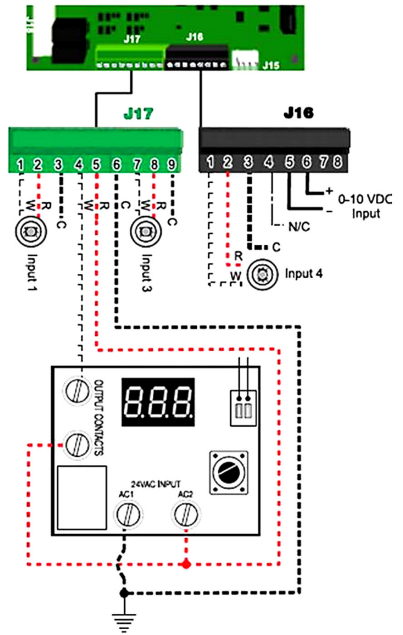 J17
J16
J15
J17
J16
1 2 3 4 5 6 7 8 9
1 2 3 4 5 6 7 8
W R C W R C W R C
+
0-10 VDC
Input
−
N/C
C
R
W
Input 4
Input 1
Input 3
OUTPUT CONTACTS
8.8.8.
24VAC INPUT
AC1
AC2